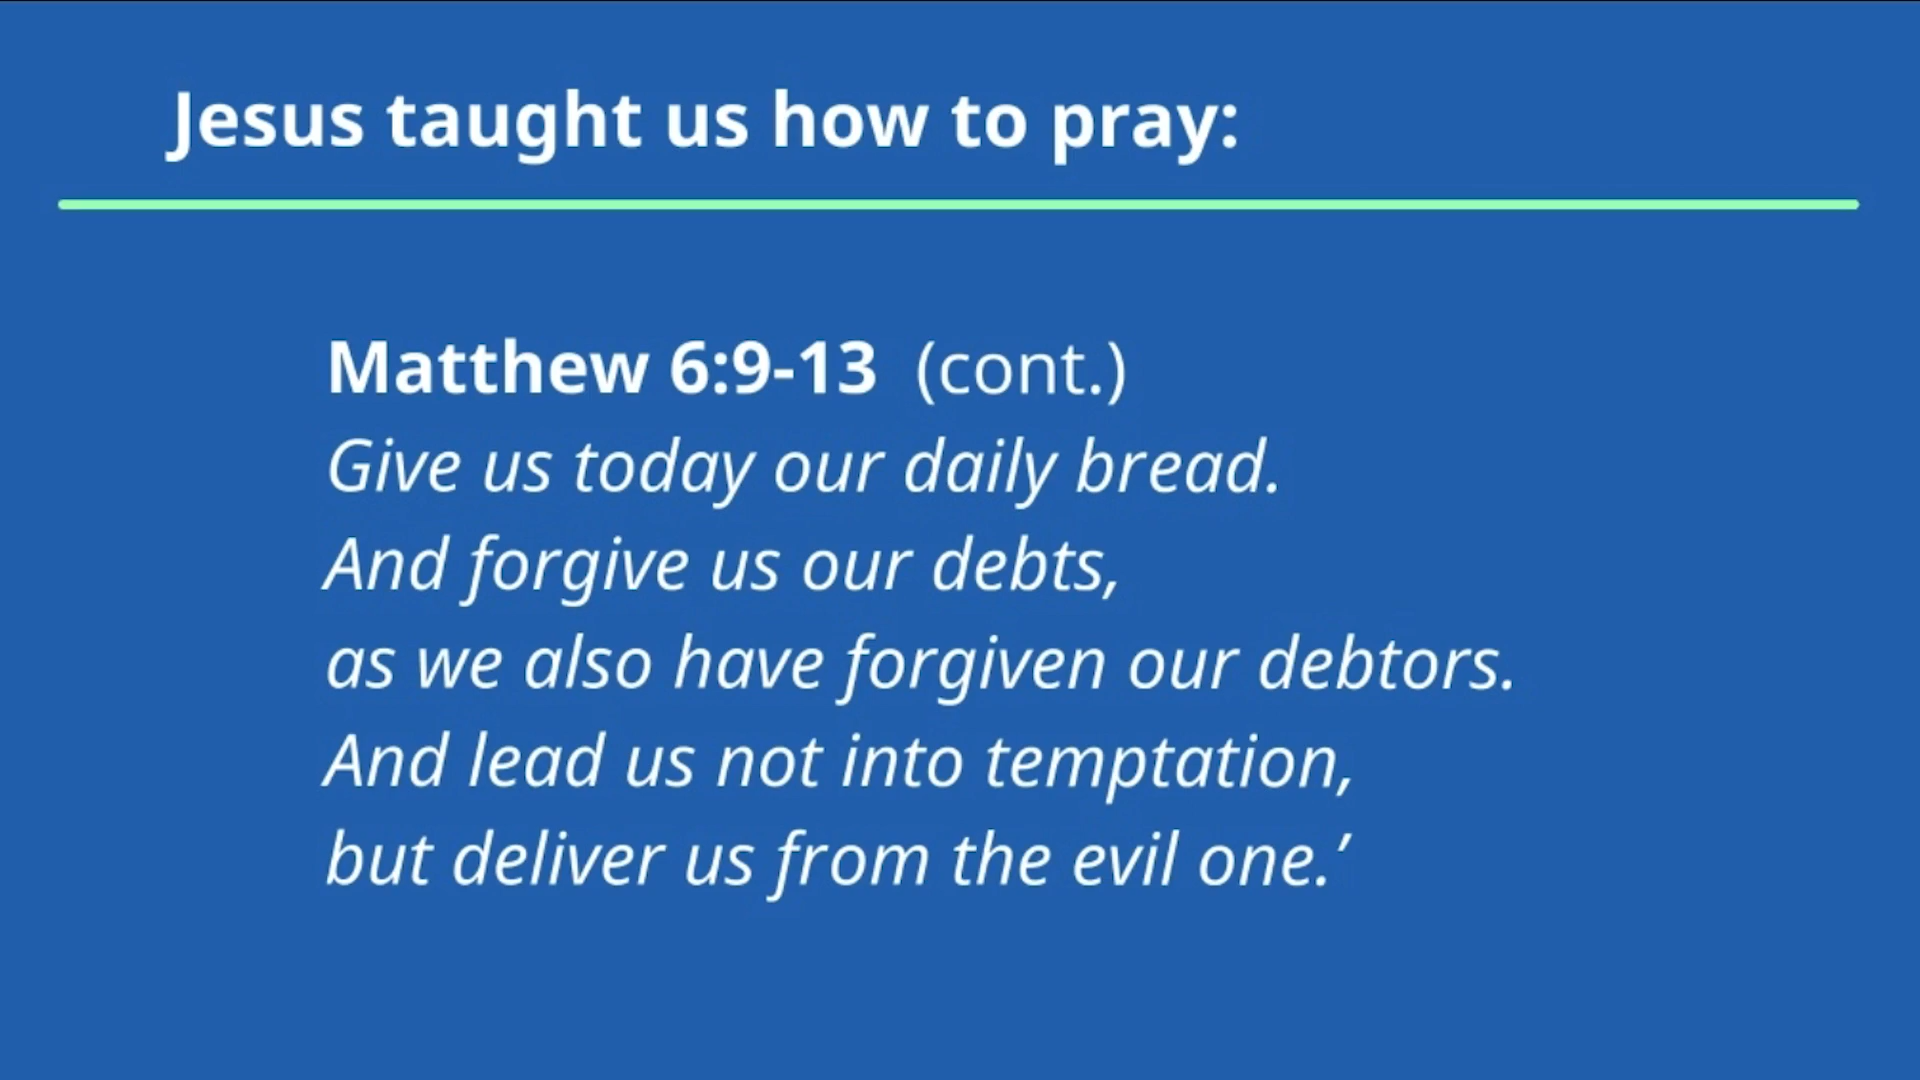 Jesus taught us how to pray:
Matthew 6:9-13 (cont.)
Give us today our daily bread.
And forgive us our debts,
as we also have forgiven our debtors.
And lead us not into temptation,
but deliver us from the evil one.’